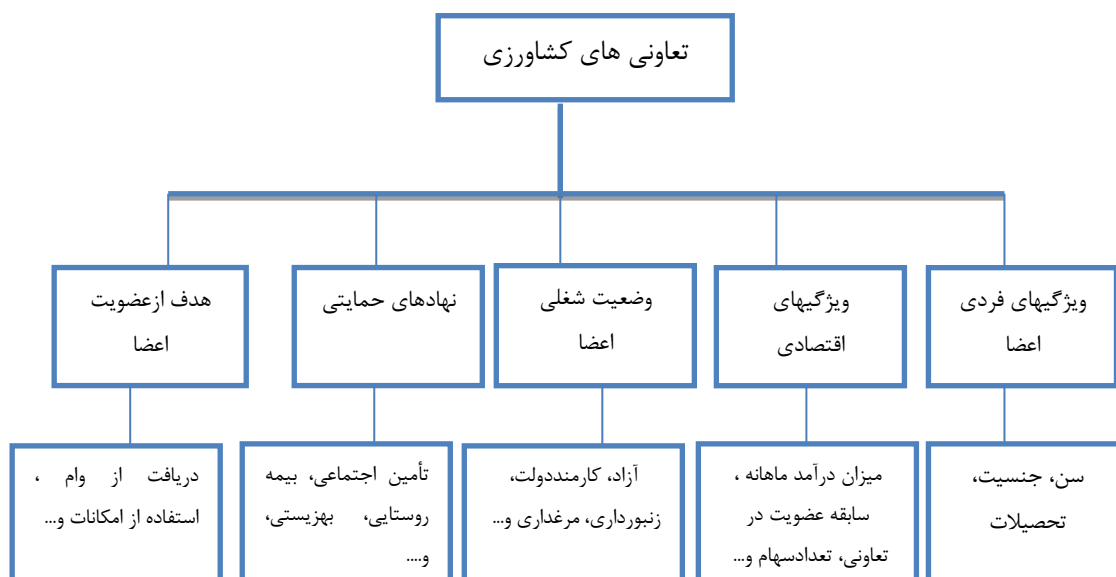 تعاونی های کشاورزی
ویژگیهای فردی
اعضا
ویژگیهای
اقتصادی
وضعیت شغلی
اعضا
نهادهای حمایتی
هدف ازعضویت
اعضا
سن، جنسیت،
تحصیلات
میزان درآمد ماهانه ،
سابقه عضویت در
تعاونی، تعدادسهام و...
آزاد، کارمنددولت،
زنبورداری، مرغداری و...
تأمین اجتماعی، بیمه
روستایی، بهزیستی،
و....
دریافت از وام ،
استفاده از امکانات و...